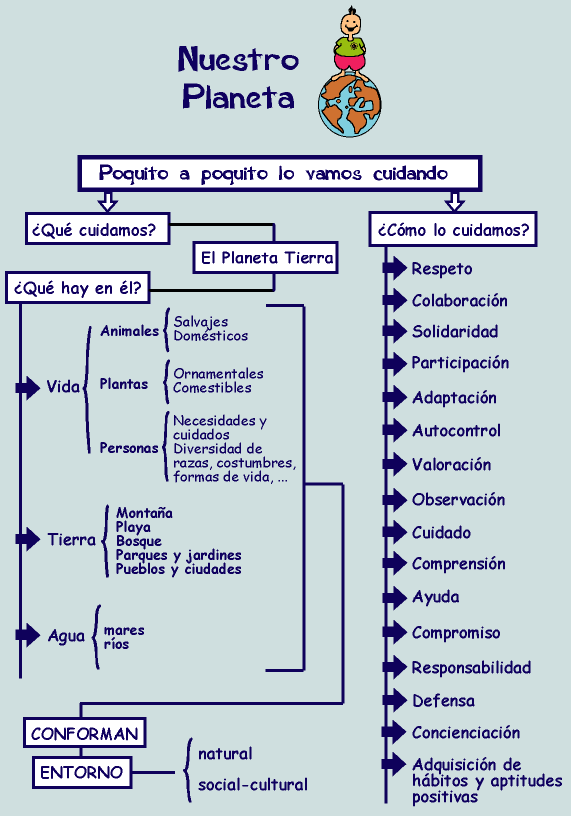 Nuestro
Planeta
Poquito a poquito lo vamos cuidando
¿Qué cuidamos?
El Planeta Tierra
¿Qué hay en él?
Vida
Animales
Salvajes
Domésticos
Plantas
Ornamentales
Comestibles
Personas
Necesidades y
cuidados
Diversidad de
razas, costumbres,
formas de vida, ...
Tierra
Montaña
Playa
Bosque
Parques y jardines
Pueblos y ciudades
Agua
mares
ríos
CONFORMAN
ENTORNO
natural
social-cultural
¿Cómo lo cuidamos?
Respeto
Colaboración
Solidaridad
Participación
Adaptación
Autocontrol
Valoración
Observación
Cuidado
Comprensión
Ayuda
Compromiso
Responsabilidad
Defensa
Concienciación
Adquisición de
hábitos y aptitudes
positivas